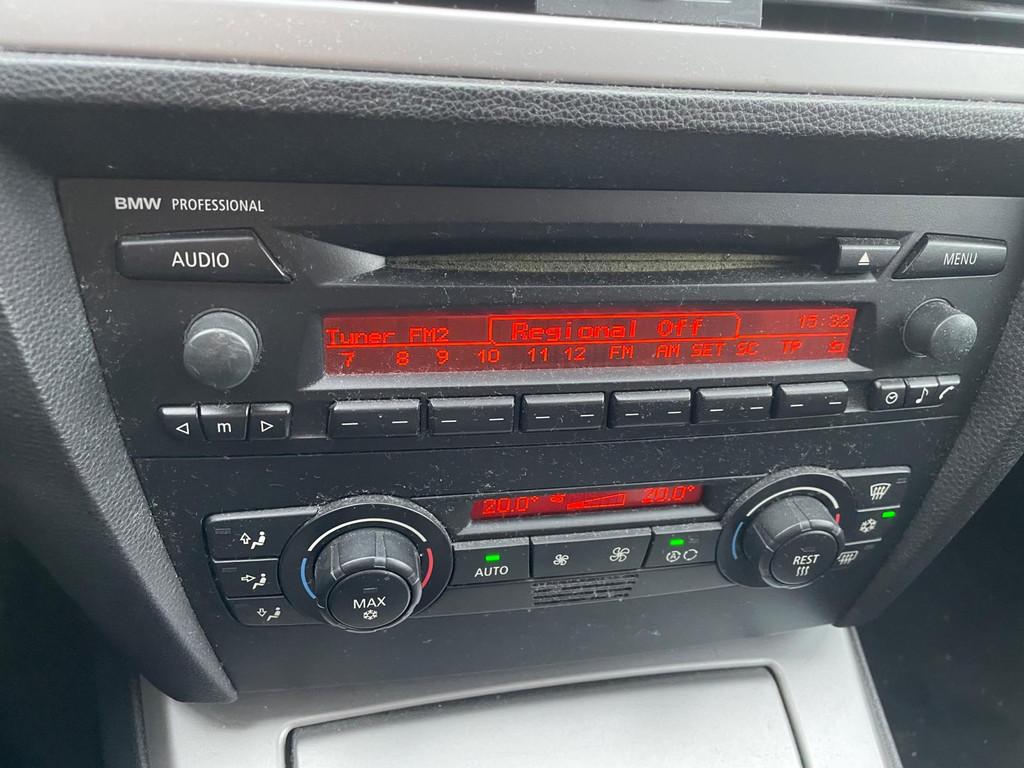 BMW PROFESSIONAL
AUDIO
MENU
Tuner FM2 Regional Off 15:32
7 8 9 10 11 12 FM AM SET SC TP
m
20.0° 20.0°
AUTO
MAX
REST